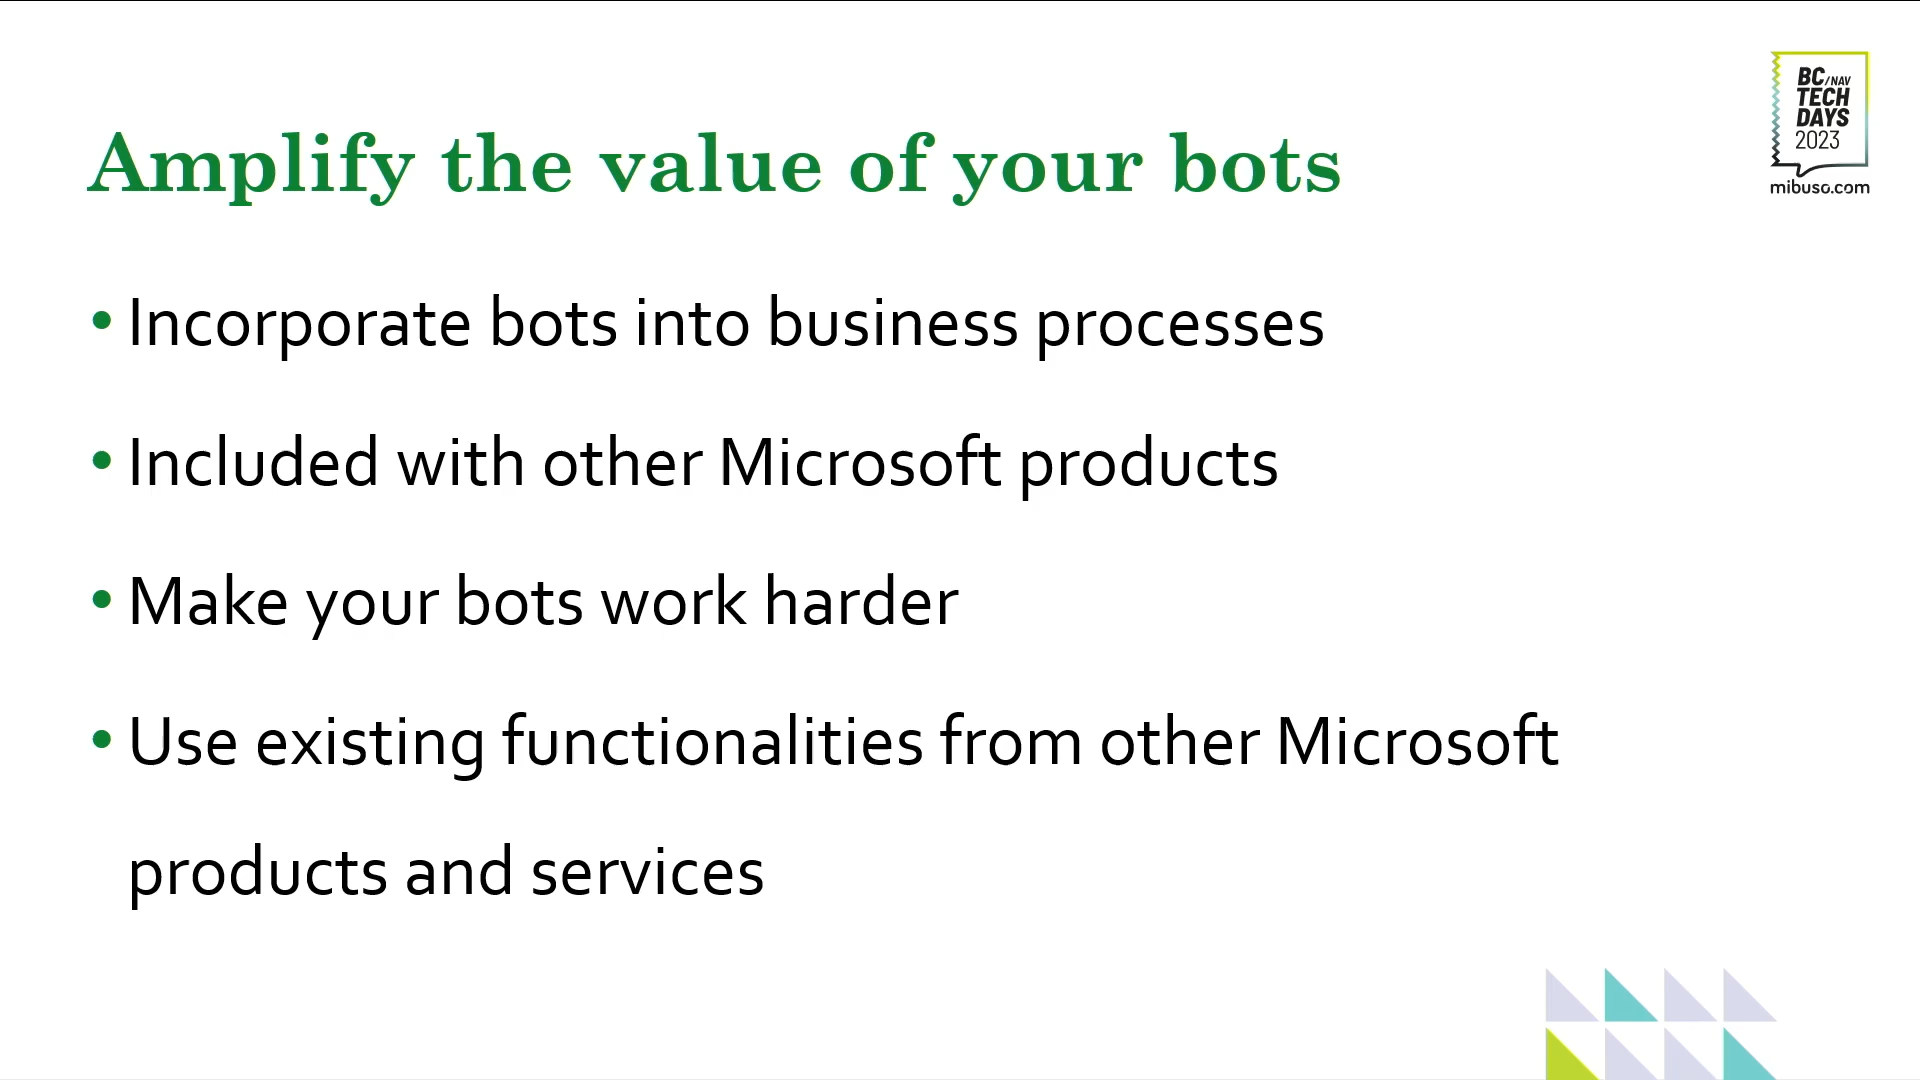 BC/NAV
TECH
DAYS
2023
mibuso.com
Amplify the value of your bots
• Incorporate bots into business processes
• Included with other Microsoft products
• Make your bots work harder
• Use existing functionalities from other Microsoft
products and services